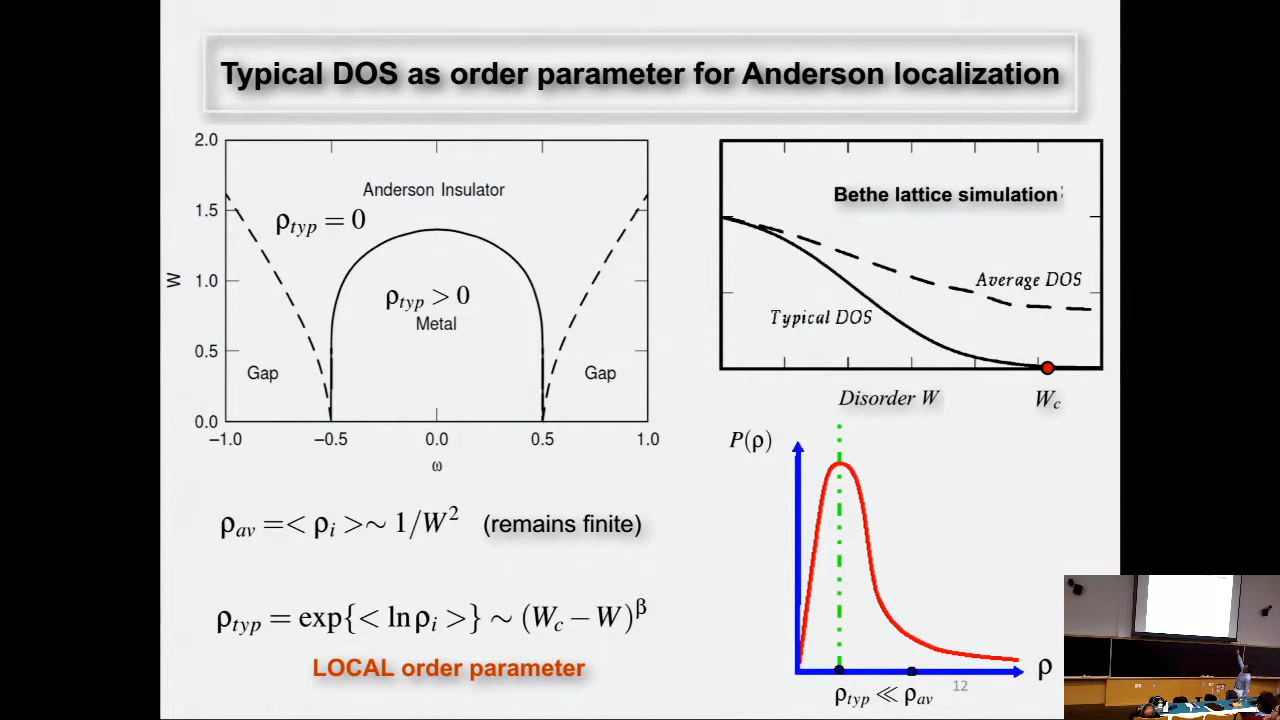 Typical DOS as order parameter for Anderson localization
2.0
1.5
1.0
0.5
0.0
W
−1.0
−0.5
0.0
0.5
1.0
ω
Anderson Insulator
ρtyp = 0
ρtyp > 0
Metal
Gap
Gap
Bethe lattice simulation
Average DOS
Typical DOS
Disorder W
Wc
P(ρ)
ρ
ρtyp ≪ ρav
ρav =< ρi >∼ 1/W² (remains finite)
ρtyp = exp{< lnρi >} ∼ (Wc − W)^β
LOCAL order parameter
12